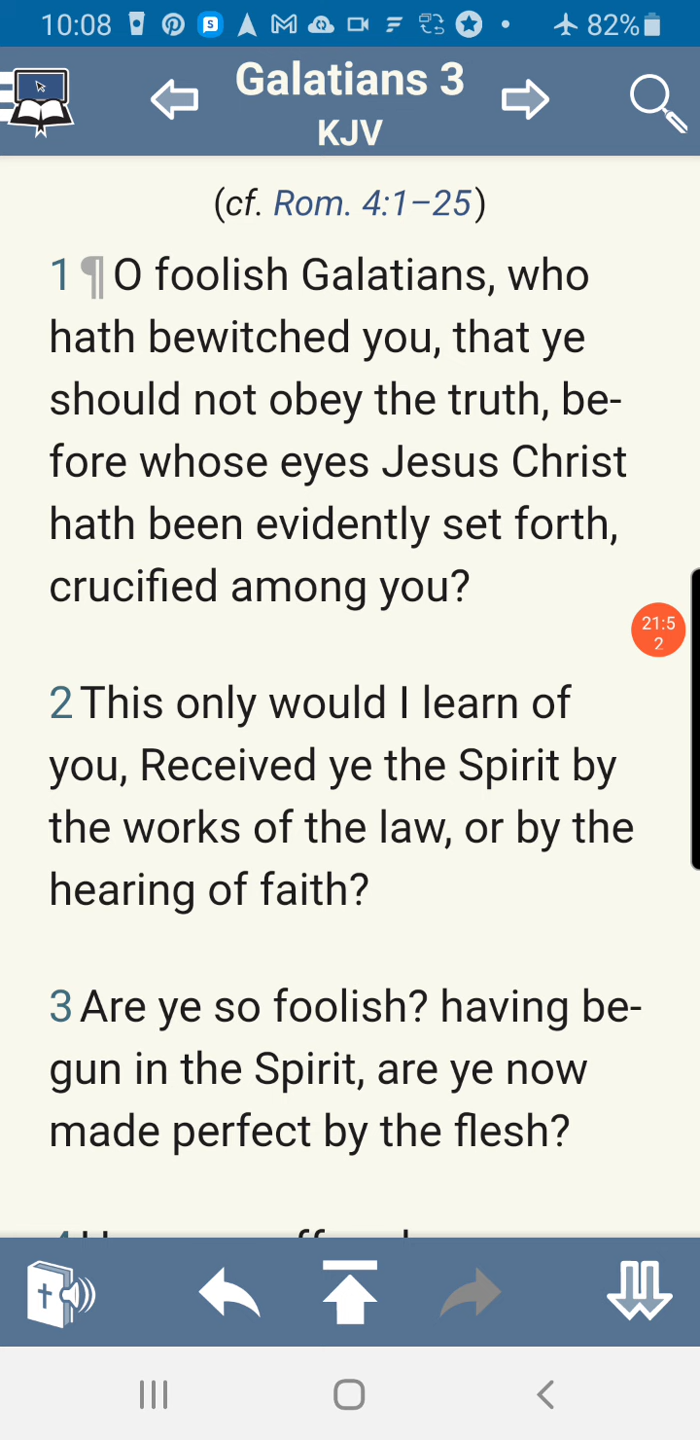 10:08 S 82%
Galatians 3
KJV
(cf. Rom. 4:1–25)
1 ¶ O foolish Galatians, who
hath bewitched you, that ye
should not obey the truth, be-
fore whose eyes Jesus Christ
hath been evidently set forth,
crucified among you?
21:5
2
2 This only would I learn of
you, Received ye the Spirit by
the works of the law, or by the
hearing of faith?
3 Are ye so foolish? having be-
gun in the Spirit, are ye now
made perfect by the flesh?